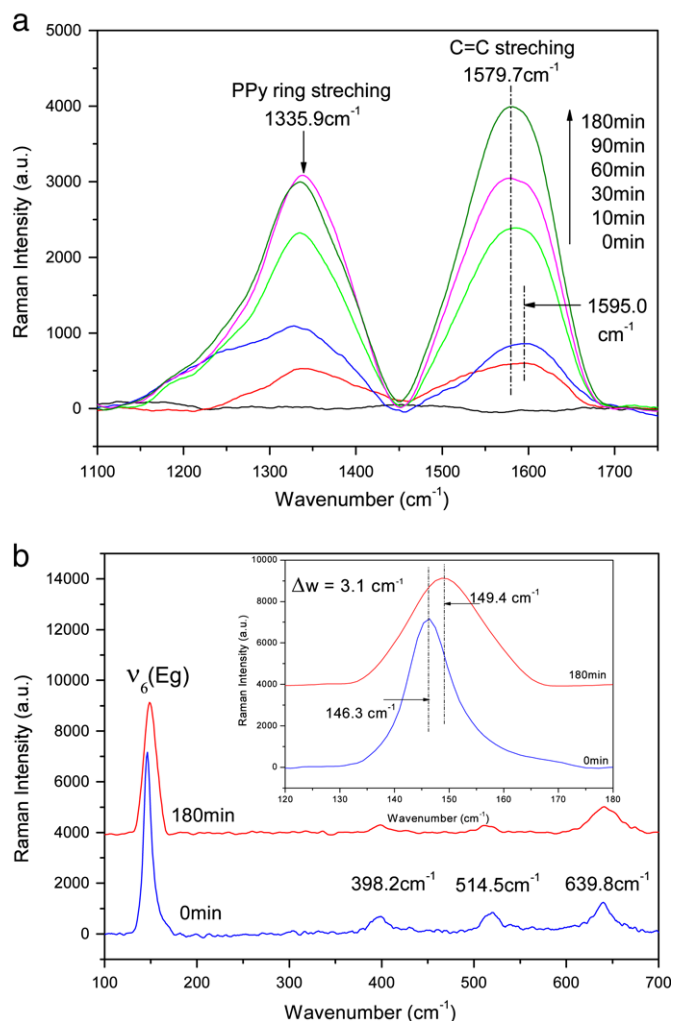 a
5000
4000
3000
2000
1000
0
Raman Intensity (a.u.)
PPy ring streching
1335.9cm⁻¹
C=C streching
1579.7cm⁻¹
180min
90min
60min
30min
10min
0min
1595.0
cm⁻¹
1100 1200 1300 1400 1500 1600 1700
Wavenumber (cm⁻¹)
b
14000
12000
10000
8000
6000
4000
2000
0
Raman Intensity (a.u.)
ν₆(Eg)
180min
0min
398.2cm⁻¹
514.5cm⁻¹
639.8cm⁻¹
10000
8000
6000
4000
2000
0
Raman Intensity (a.u.)
Δw = 3.1 cm⁻¹
149.4 cm⁻¹
180min
146.3 cm⁻¹
0min
120 130 140 150 160 170 180
Wavenumber (cm⁻¹)
100 200 300 400 500 600 700
Wavenumber (cm⁻¹)